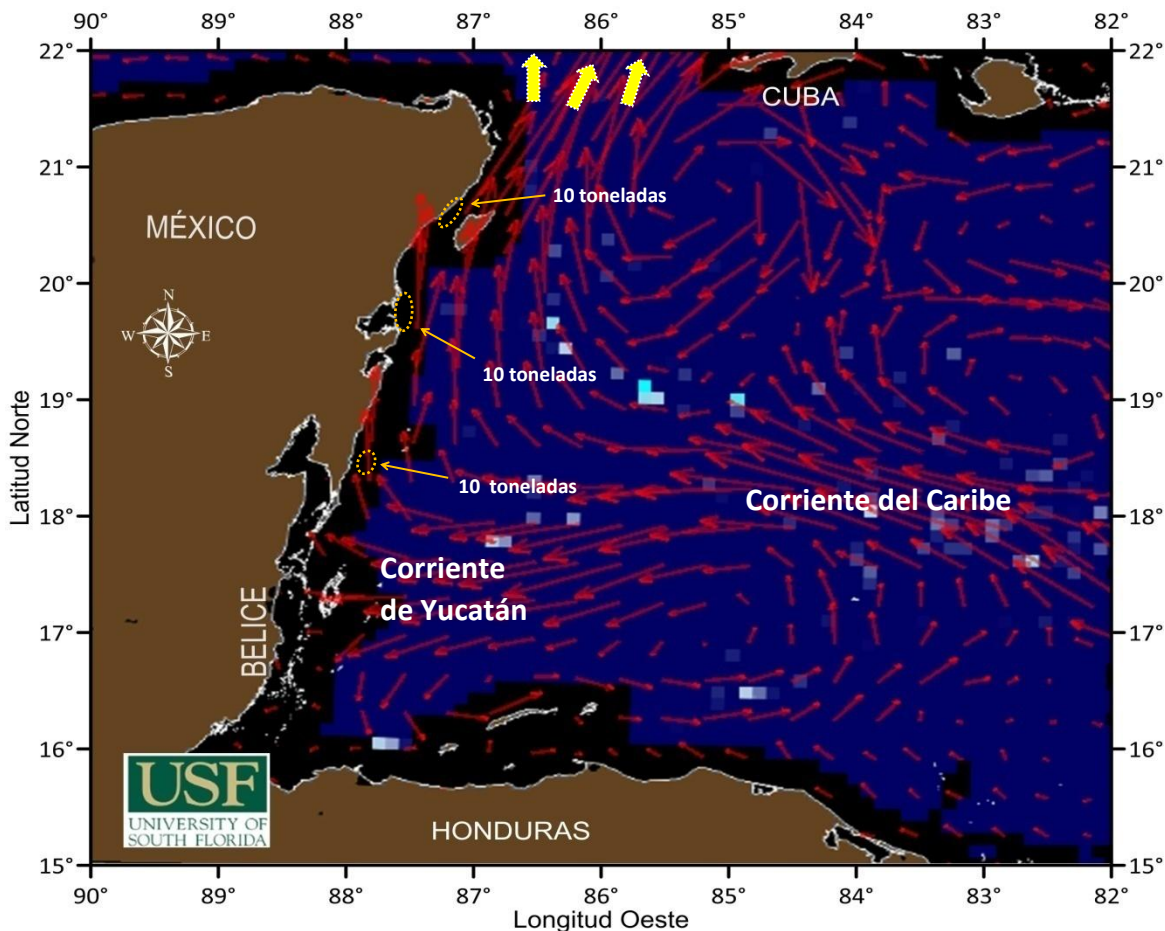 90° 89° 88° 87° 86° 85° 84° 83° 82°
22° 22°
CUBA
21° 21°
10 toneladas
MÉXICO
20° 20°
N
W E
S
10 toneladas
19° 19°
10 toneladas
Corriente del Caribe
18° 18°
Corriente
de Yucatán
17° 17°
BELICE
16° 16°
USF
UNIVERSITY OF
SOUTH FLORIDA
HONDURAS
15° 15°
90° 89° 88° 87° 86° 85° 84° 83° 82°
Latitud Norte
Longitud Oeste